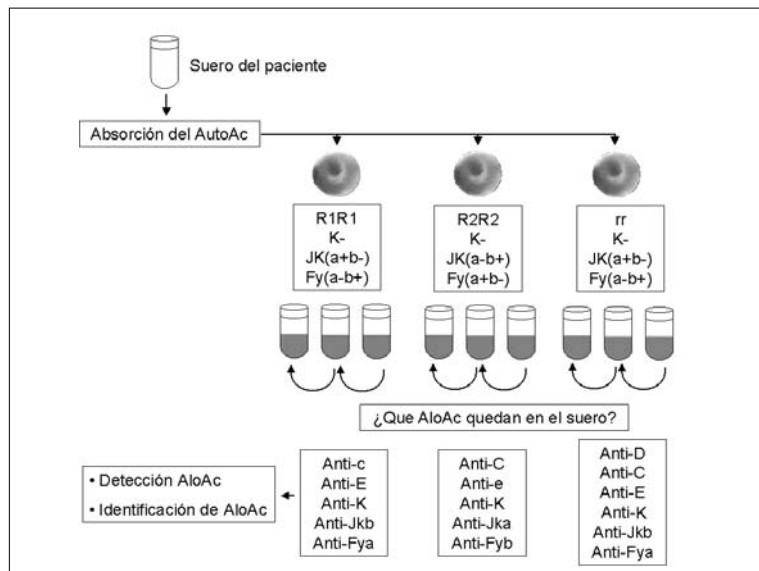 Suero del paciente
Absorción del AutoAc
R1R1
K-
JK(a+b-)
Fy(a-b+)
R2R2
K-
JK(a-b+)
Fy(a+b-)
rr
K-
JK(a+b-)
Fy(a-b+)
¿Que AloAc quedan en el suero?
• Detección AloAc
• Identificación de AloAc
Anti-c
Anti-E
Anti-K
Anti-Jkb
Anti-Fya
Anti-C
Anti-e
Anti-K
Anti-Jka
Anti-Fyb
Anti-D
Anti-C
Anti-E
Anti-K
Anti-Jkb
Anti-Fya